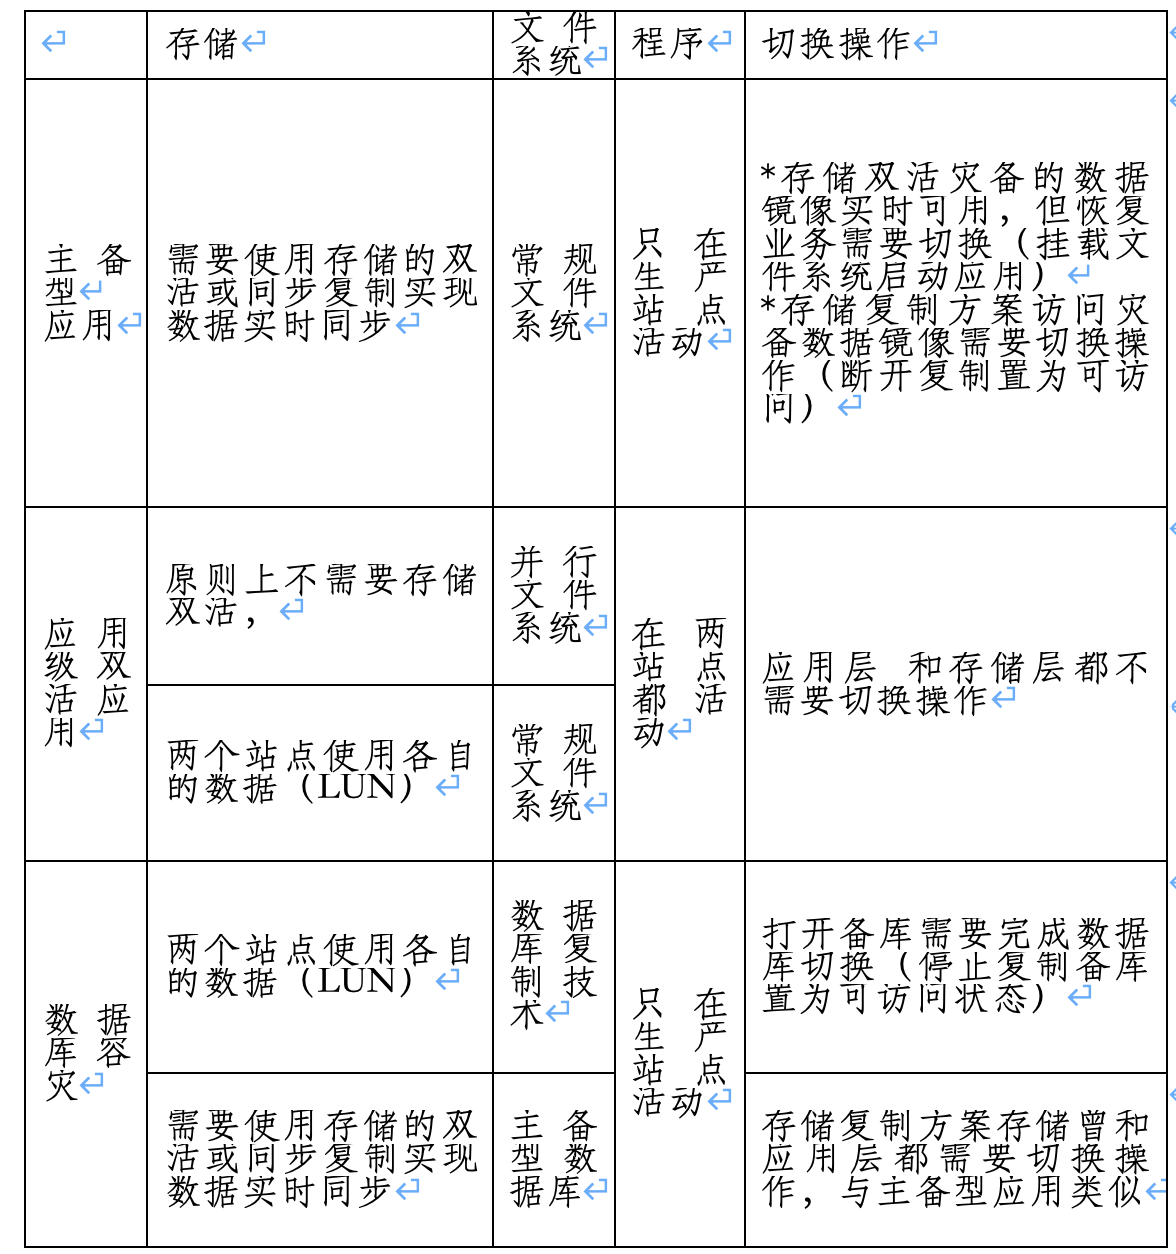 存储
文件
系统
程序
切换操作
主备
型
应用
需要使用存储的双
活或同步复制实现
数据实时同步
常规
文件
系统
只在
生产
站点
活动
*存储双活灾备的数据
镜像实时可用，但恢复
业务需要切换（挂载文
件系统启动应用）
*存储复制方案访问灾
备数据镜像需要切换操
作（断开复制置为可访
问）
应用
级双
活应
用
原则上不需要存储
双活，
并行
文件
系统
在两
站点
都活
动
应用层 和存储层都不
需要切换操作
两个站点使用各自
的数据（LUN）
常规
文件
系统
数据
库容
灾
两个站点使用各自
的数据（LUN）
数据
库复
制技
术
只在
生产
站点
活动
打开备库需要完成数据
库切换（停止复制备库
置为可访问状态）
需要使用存储的双
活或同步复制实现
数据实时同步
主备
型数
据库
存储复制方案存储曾和
应用层都需要切换操
作，与主备型应用类似